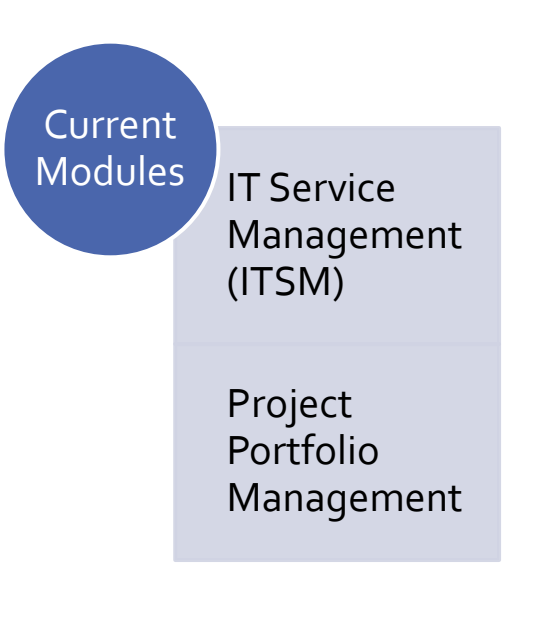 Current
Modules
IT Service
Management
(ITSM)
Project
Portfolio
Management